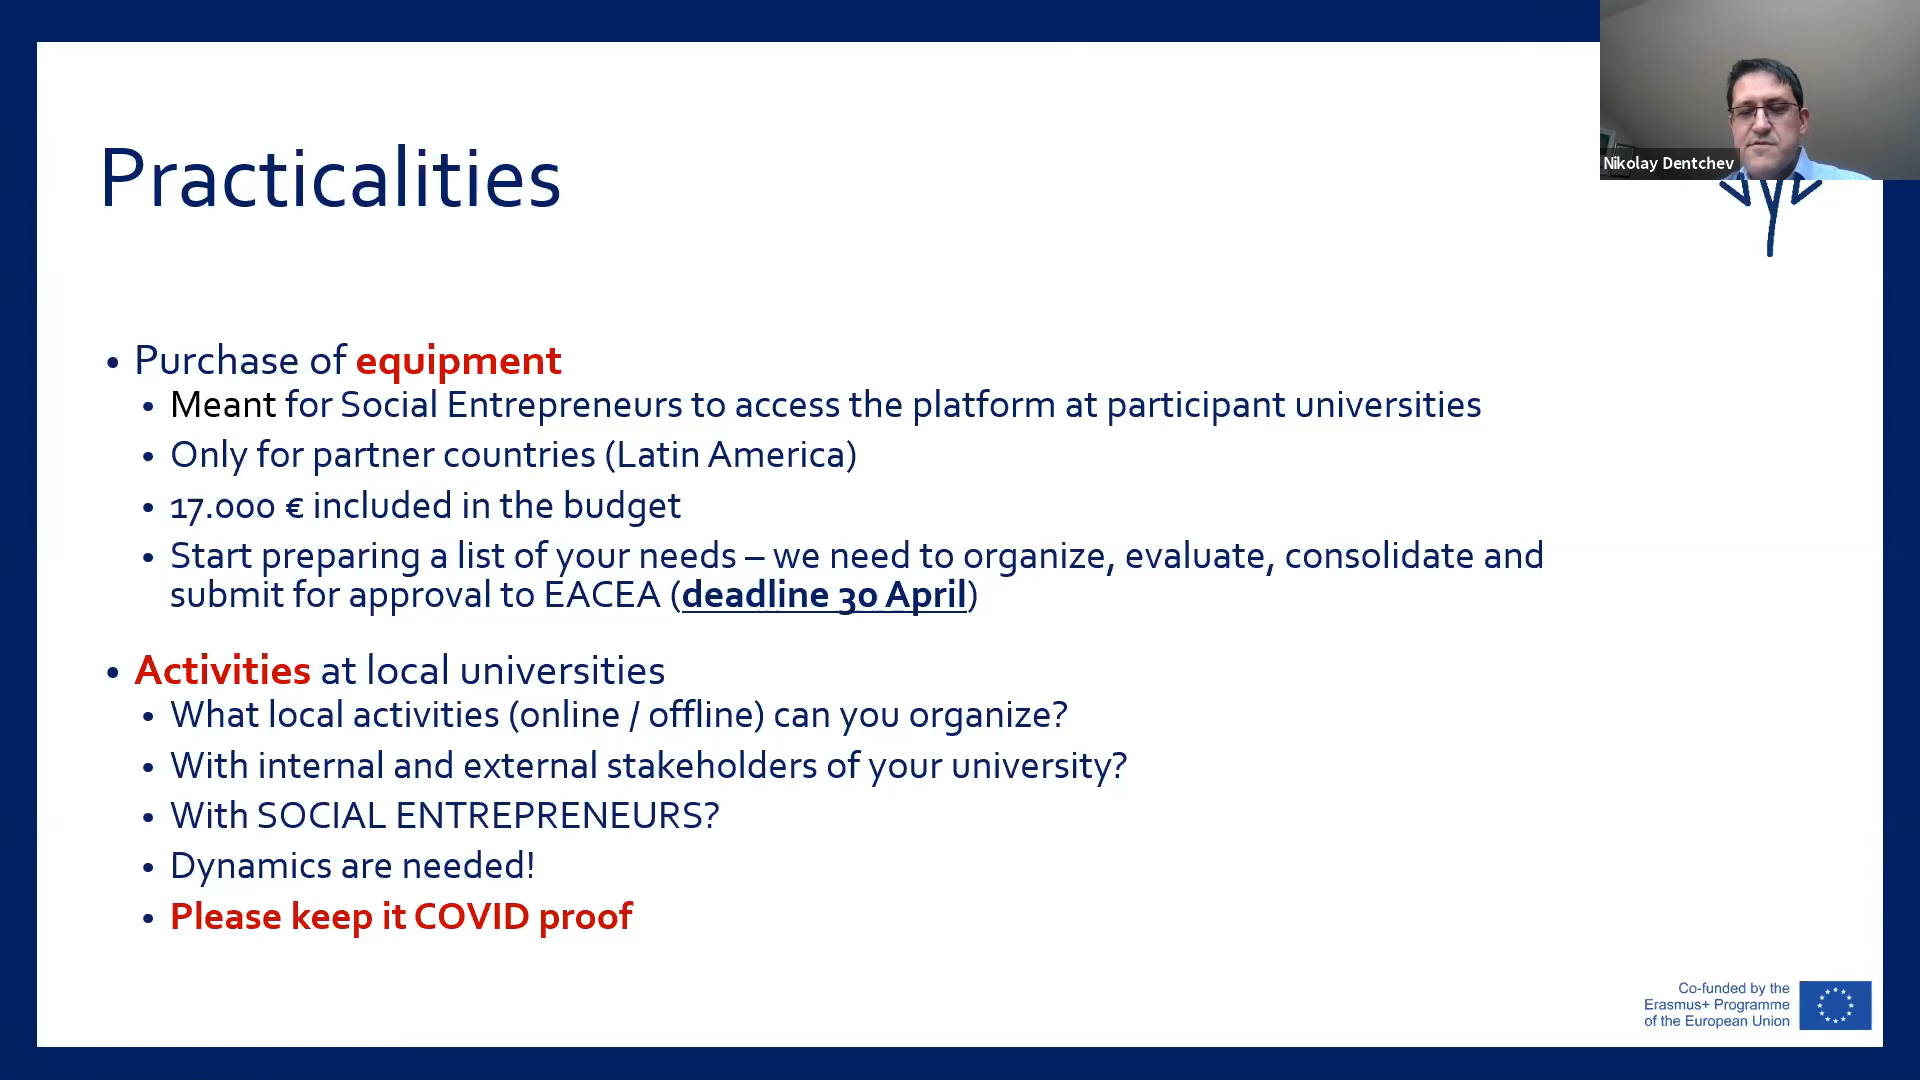 Nikolay Dentchev
Practicalities
• Purchase of equipment
• Meant for Social Entrepreneurs to access the platform at participant universities
• Only for partner countries (Latin America)
• 17.000 € included in the budget
• Start preparing a list of your needs – we need to organize, evaluate, consolidate and
submit for approval to EACEA (deadline 30 April)
• Activities at local universities
• What local activities (online / offline) can you organize?
• With internal and external stakeholders of your university?
• With SOCIAL ENTREPRENEURS?
• Dynamics are needed!
• Please keep it COVID proof
Co-funded by the
Erasmus+ Programme
of the European Union